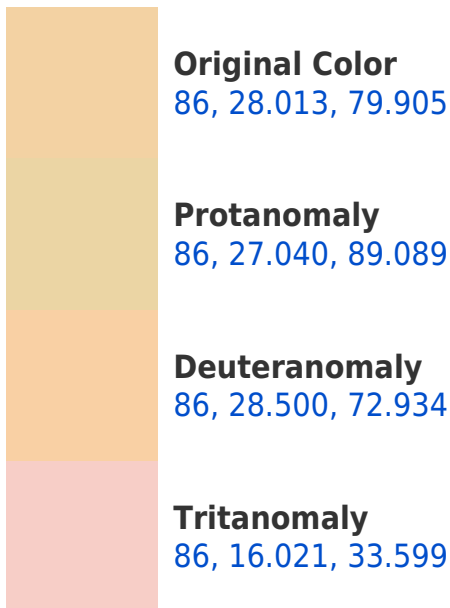 Original Color
86, 28.013, 79.905
Protanomaly
86, 27.040, 89.089
Deuteranomaly
86, 28.500, 72.934
Tritanomaly
86, 16.021, 33.599